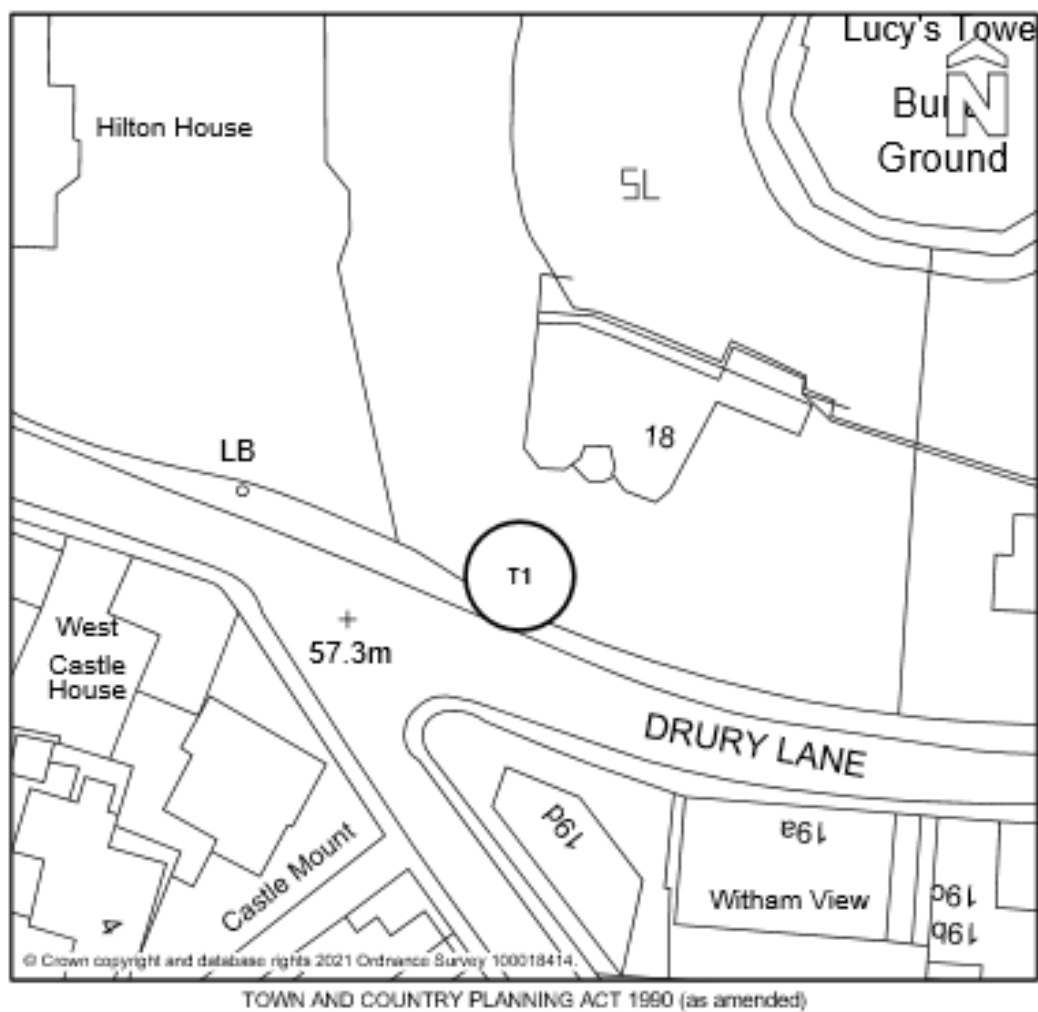 Lucy's Towe
N
Ground
Hilton House
SL
18
LB
T1
West
Castle
House
57.3m
DRURY LANE
19d
19a
Castle Mount
Witham View
19c
19b
4
© Crown copyright and database rights 2021 Ordnance Survey 100018414.
TOWN AND COUNTRY PLANNING ACT 1990 (as amended)